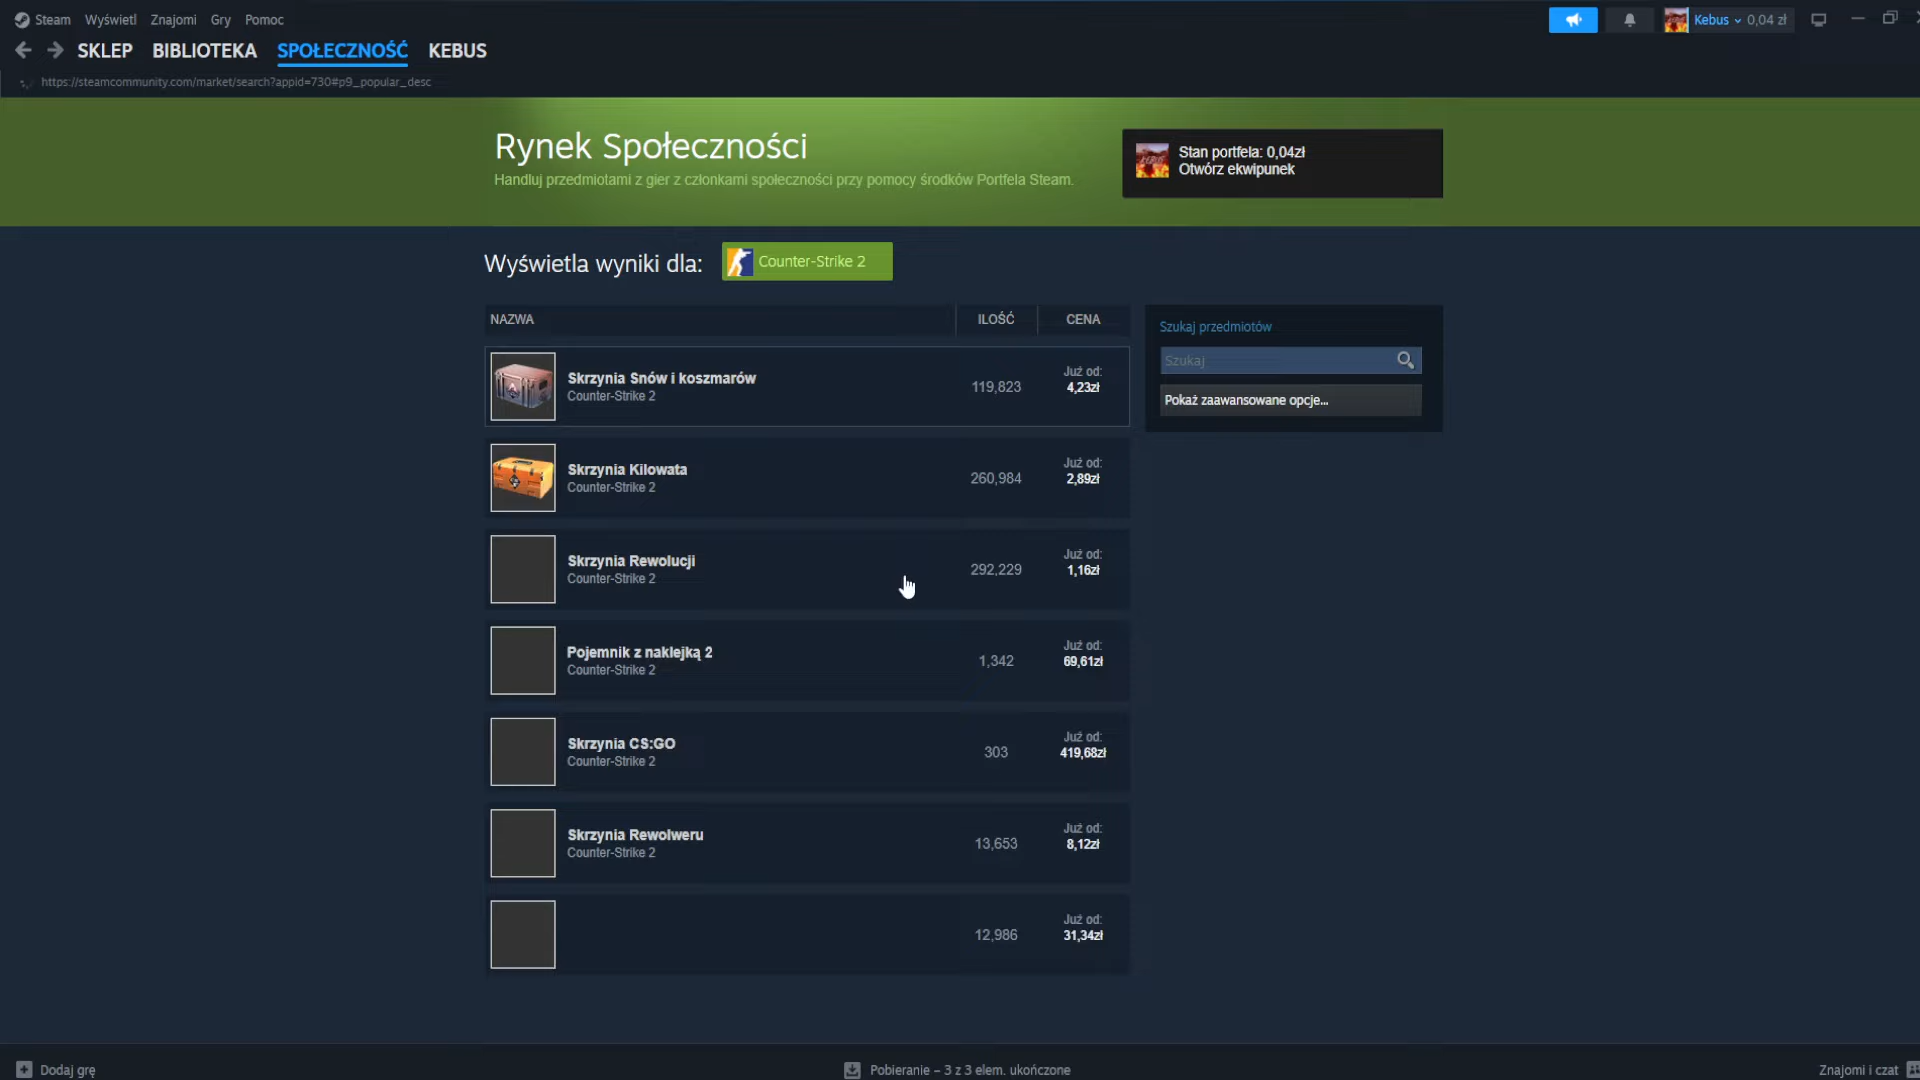 Steam Wyświetl Znajomi Gry Pomoc
Kebus 0,04 zł
SKLEP BIBLIOTEKA SPOŁECZNOŚĆ KEBUS
https://steamcommunity.com/market/search?appid=730#p9_popular_desc
Rynek Społeczności
Handluj przedmiotami z gier z członkami społeczności przy pomocy środków Portfela Steam.
Stan portfela: 0,04zł
Otwórz ekwipunek
Wyświetla wyniki dla: Counter-Strike 2
NAZWA ILOŚĆ CENA
Skrzynia Snów i koszmarów
Counter-Strike 2
119,823
Już od:
4,23zł
Skrzynia Kilowata
Counter-Strike 2
260,984
Już od:
2,89zł
Skrzynia Rewolucji
Counter-Strike 2
292,229
Już od:
1,16zł
Pojemnik z naklejką 2
Counter-Strike 2
1,342
Już od:
69,61zł
Skrzynia CS:GO
Counter-Strike 2
303
Już od:
419,68zł
Skrzynia Rewolweru
Counter-Strike 2
13,653
Już od:
8,12zł
12,986
Już od:
31,34zł
Szukaj przedmiotów
Szukaj
Pokaż zaawansowane opcje...
Dodaj grę
Pobieranie – 3 z 3 elem. ukończone
Znajomi i czat